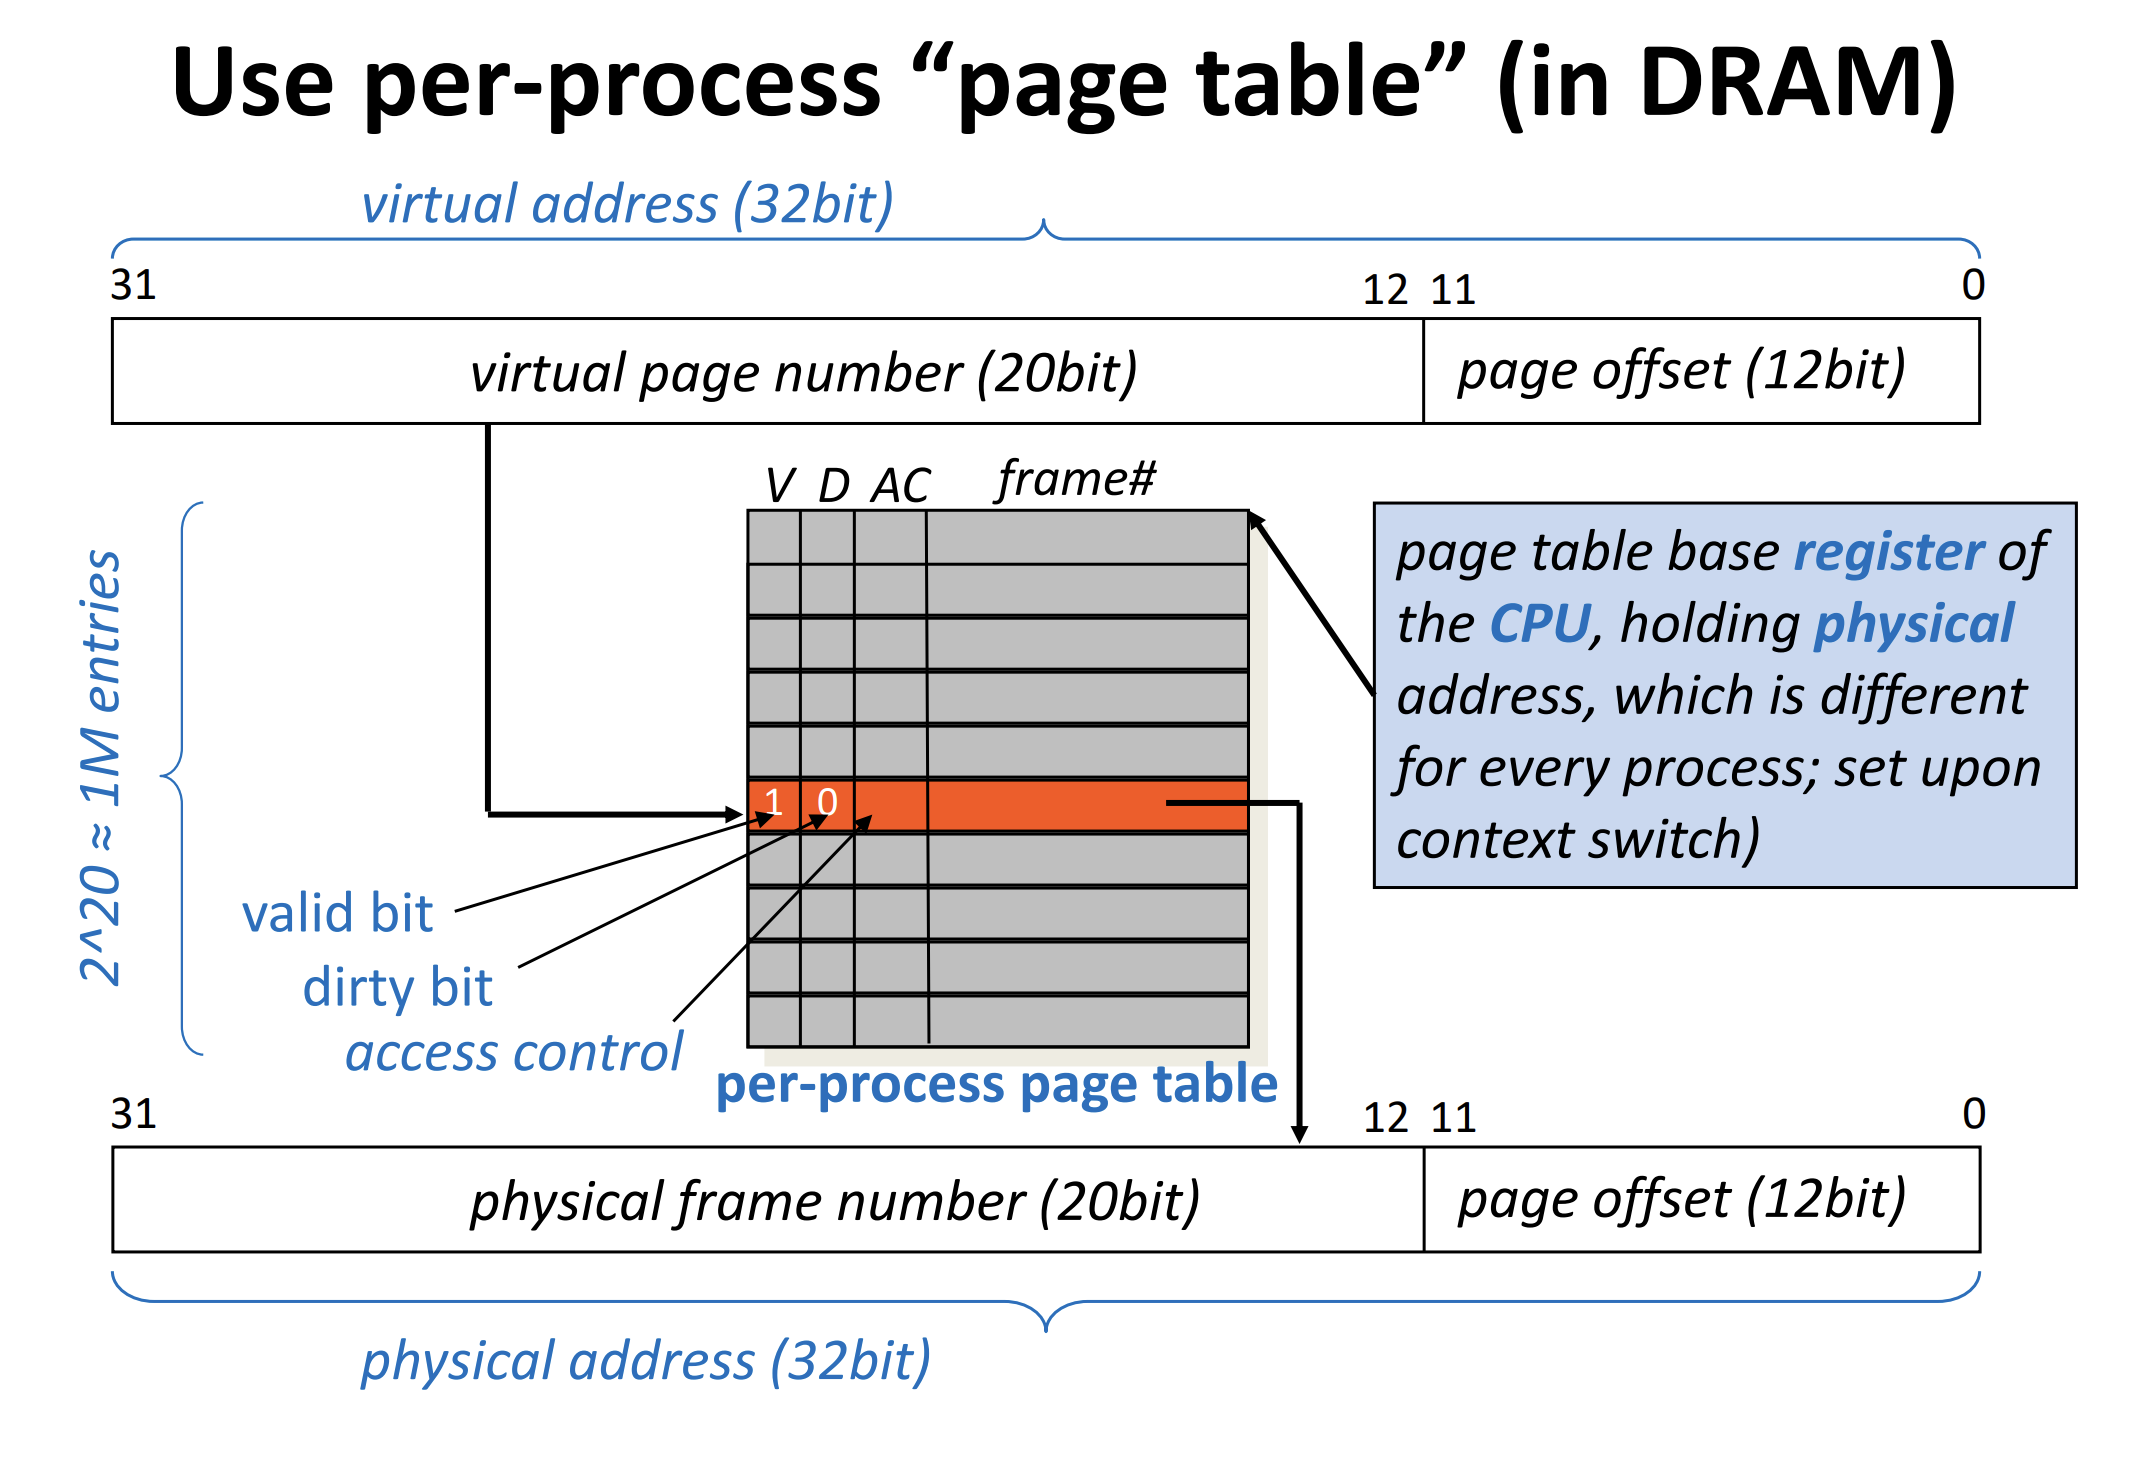 Use per-process “page table” (in DRAM)
virtual address (32bit)
31 12 11 0
virtual page number (20bit) page offset (12bit)
V D AC frame#
2^20 ≈ 1M entries
1 0
valid bit
dirty bit
access control
per-process page table
page table base register of
the CPU, holding physical
address, which is different
for every process; set upon
context switch)
31 12 11 0
physical frame number (20bit) page offset (12bit)
physical address (32bit)